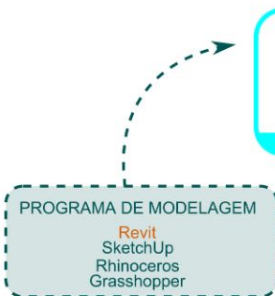 PROGRAMA DE MODELAGEM
Revit
SketchUp
Rhinoceros
Grasshopper